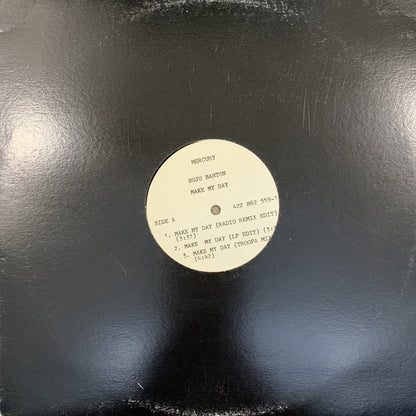 MERCURY
BUJU BANTON
MAKE MY DAY
SIDE A 422 862 559-1
1. MAKE MY DAY (RADIO REMIX EDIT)
(3:31)
2. MAKE MY DAY (LP EDIT)
3. MAKE MY DAY (TROOPA
(4:42)